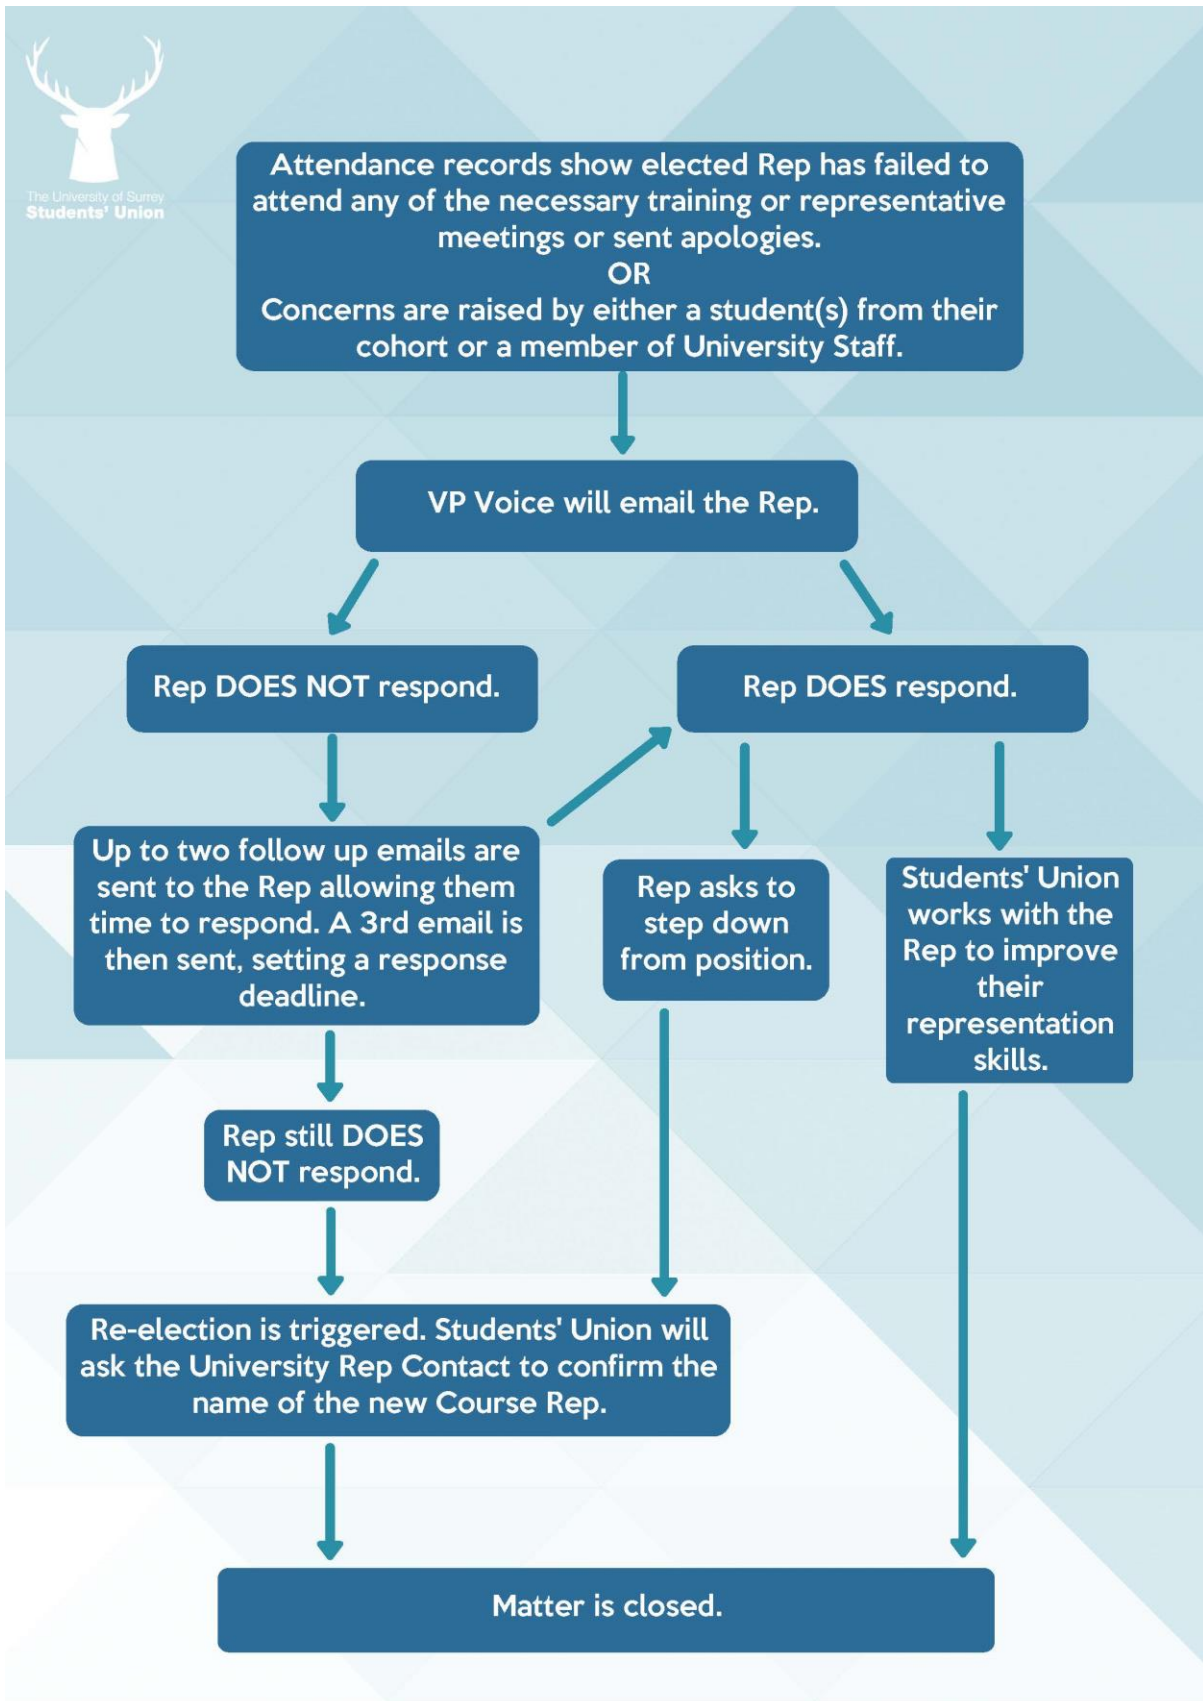 The University of Surrey
Students' Union
Attendance records show elected Rep has failed to
attend any of the necessary training or representative
meetings or sent apologies.
OR
Concerns are raised by either a student(s) from their
cohort or a member of University Staff.
VP Voice will email the Rep.
Rep DOES NOT respond.
Rep DOES respond.
Up to two follow up emails are
sent to the Rep allowing them
time to respond. A 3rd email is
then sent, setting a response
deadline.
Rep asks to
step down
from position.
Students' Union
works with the
Rep to improve
their
representation
skills.
Rep still DOES
NOT respond.
Re-election is triggered. Students' Union will
ask the University Rep Contact to confirm the
name of the new Course Rep.
Matter is closed.